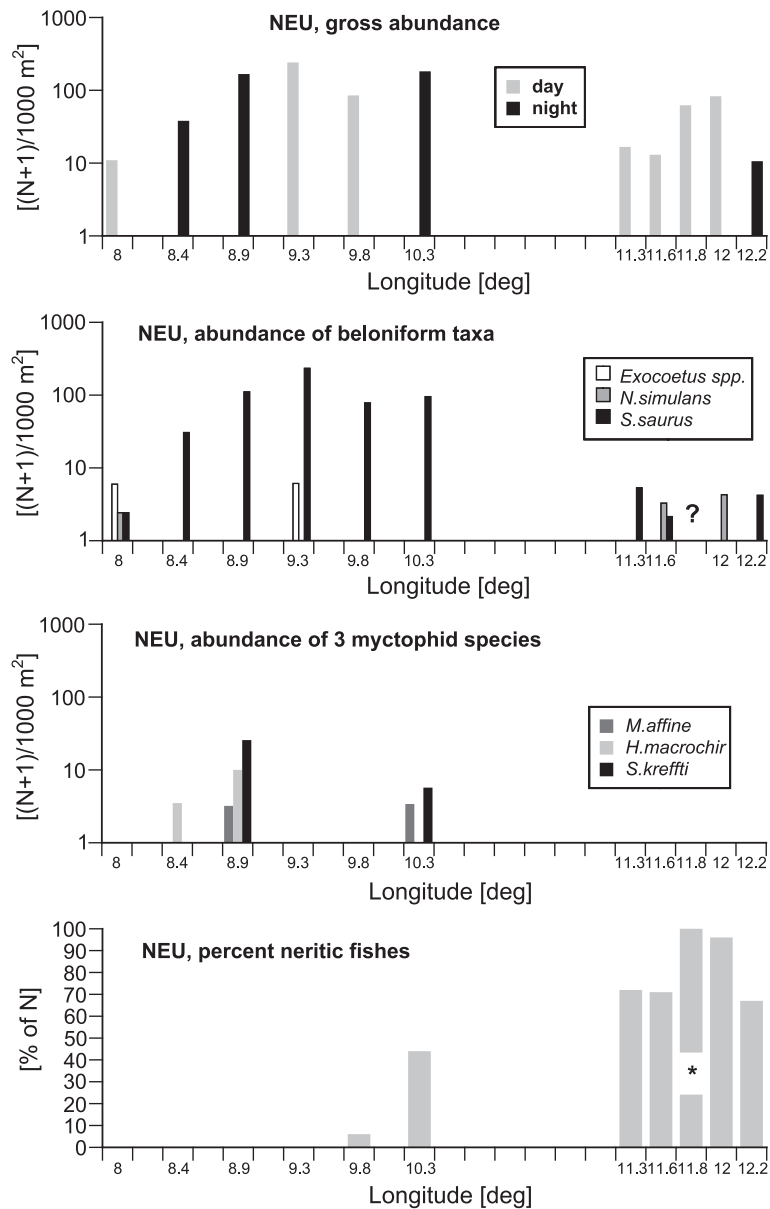 NEU, gross abundance
[(N+1)/1000 m²]
1000
100
10
1
day
night
8 8.4 8.9 9.3 9.8 10.3 11.3 11.6 11.8 12 12.2
Longitude [deg]
NEU, abundance of beloniform taxa
[(N+1)/1000 m²]
1000
100
10
1
Exocoetus spp.
N.simulans
S.saurus
?
8 8.4 8.9 9.3 9.8 10.3 11.3 11.6 12 12.2
Longitude [deg]
NEU, abundance of 3 myctophid species
[(N+1)/1000 m²]
1000
100
10
1
M.affine
H.macrochir
S.kreffti
8 8.4 8.9 9.3 9.8 10.3 11.3 11.6 11.8 12 12.2
Longitude [deg]
NEU, percent neritic fishes
[% of N]
100
90
80
70
60
50
40
30
20
10
0
*
8 8.4 8.9 9.3 9.8 10.3 11.3 11.6 11.8 12 12.2
Longitude [deg]